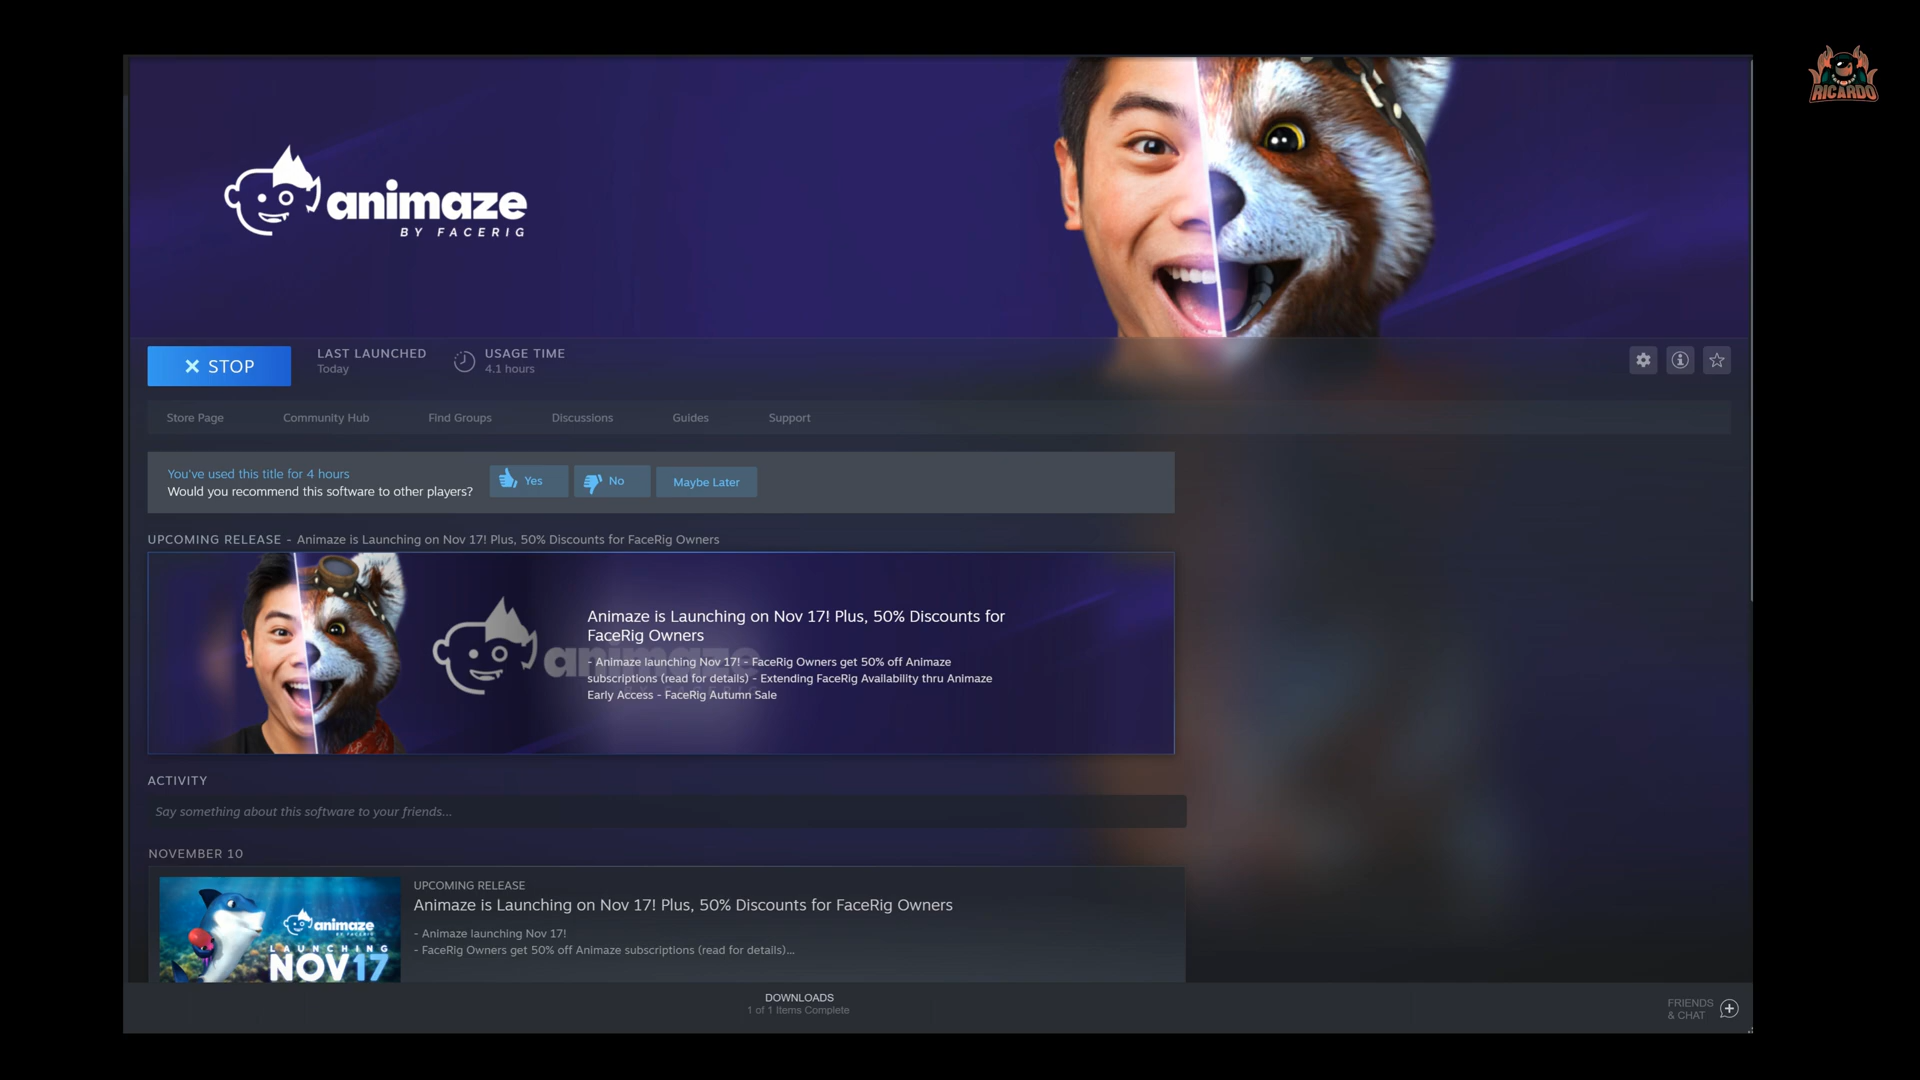 RICARDO
animaze
BY FACERIG
STOP
LAST LAUNCHED
Today
USAGE TIME
4.1 hours
Store Page
Community Hub
Find Groups
Discussions
Guides
Support
You've used this title for 4 hours
Would you recommend this software to other players?
Yes
No
Maybe Later
UPCOMING RELEASE - Animaze is Launching on Nov 17! Plus, 50% Discounts for FaceRig Owners
Animaze is Launching on Nov 17! Plus, 50% Discounts for
FaceRig Owners
- Animaze launching Nov 17! - FaceRig Owners get 50% off Animaze
subscriptions (read for details) - Extending FaceRig Availability thru Animaze
Early Access - FaceRig Autumn Sale
animaze
ACTIVITY
Say something about this software to your friends...
NOVEMBER 10
animaze
BY FACERIG
LAUNCHING
NOV17
UPCOMING RELEASE
Animaze is Launching on Nov 17! Plus, 50% Discounts for FaceRig Owners
- Animaze launching Nov 17!
- FaceRig Owners get 50% off Animaze subscriptions (read for details)...
DOWNLOADS
1 of 1 Items Complete
FRIENDS
& CHAT